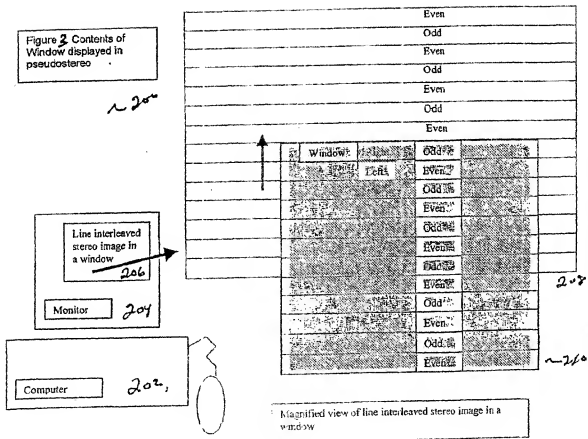 Figure 3 Contents of
Window displayed in
pseudostereo
~ 200
Even
Odd
Even
Odd
Even
Odd
Even
Window
Odd
Left
Even
Odd
Even
Odd
Even
Odd
Even
Odd
Even
Odd
Even
208
~210
Line interleaved
stereo image in
a window
206
Monitor
204
Computer
202,
Magnified view of line interleaved stereo image in a
window